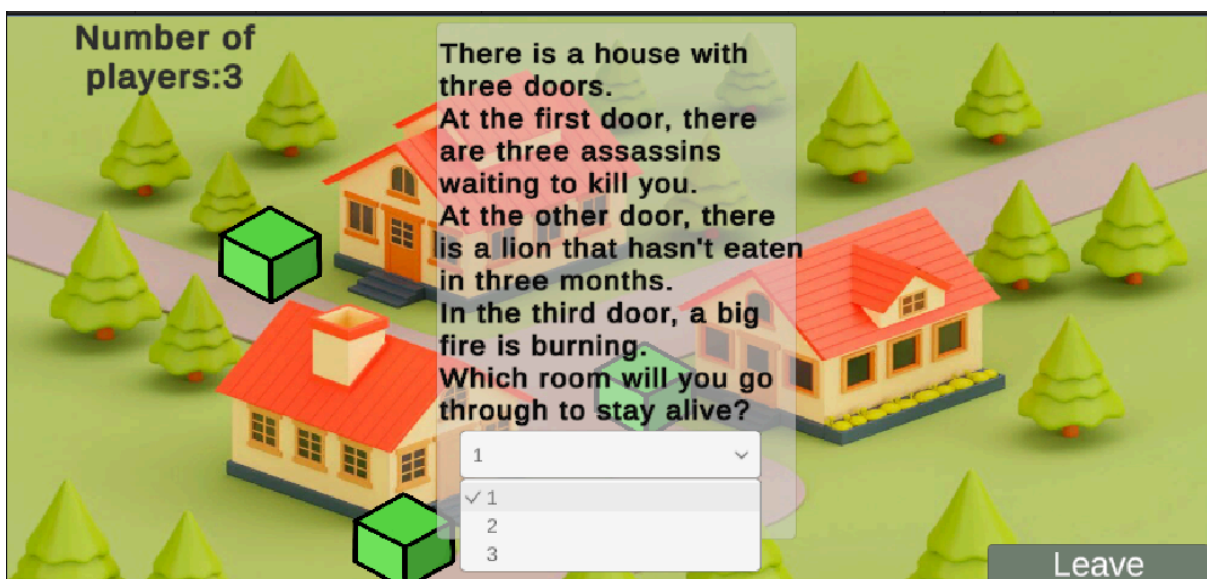 Number of
players:3
There is a house with
three doors.
At the first door, there
are three assassins
waiting to kill you.
At the other door, there
is a lion that hasn't eaten
in three months.
In the third door, a big
fire is burning.
Which room will you go
through to stay alive?
1
1
2
3
Leave